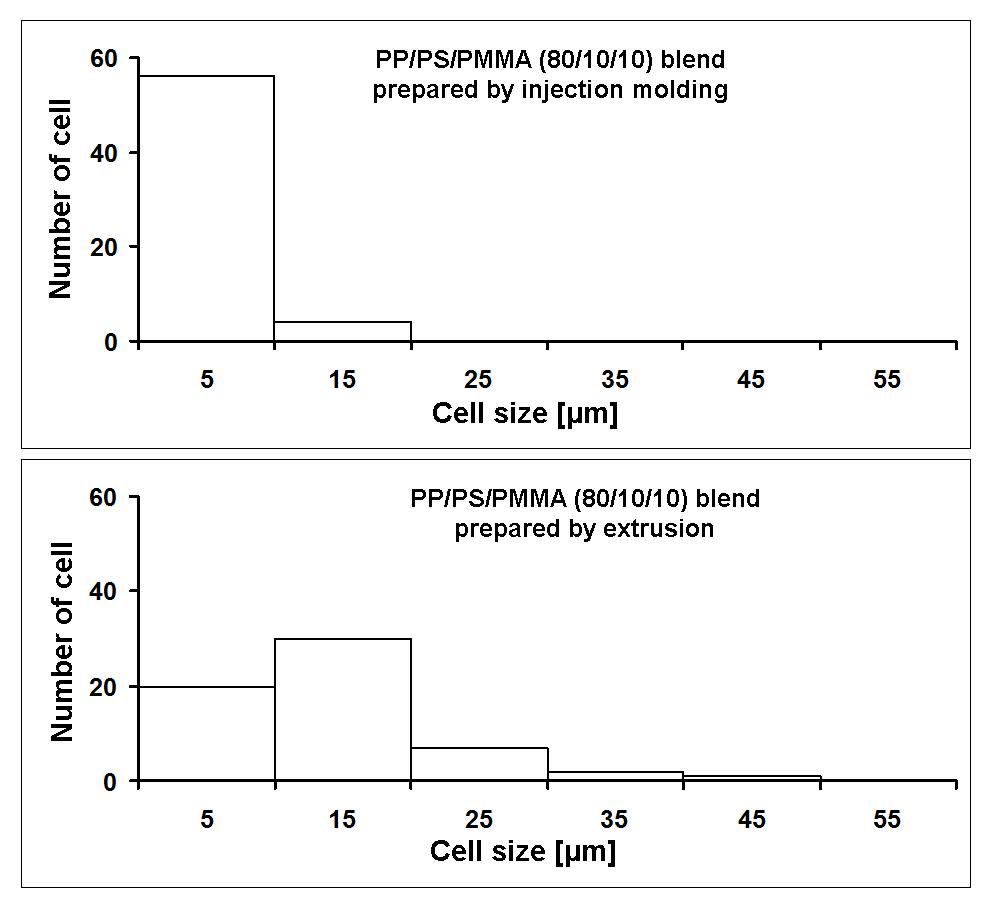 PP/PS/PMMA (80/10/10) blend
prepared by injection molding
Number of cell
60
40
20
0
5 15 25 35 45 55
Cell size [µm]
PP/PS/PMMA (80/10/10) blend
prepared by extrusion
Number of cell
60
40
20
0
5 15 25 35 45 55
Cell size [µm]